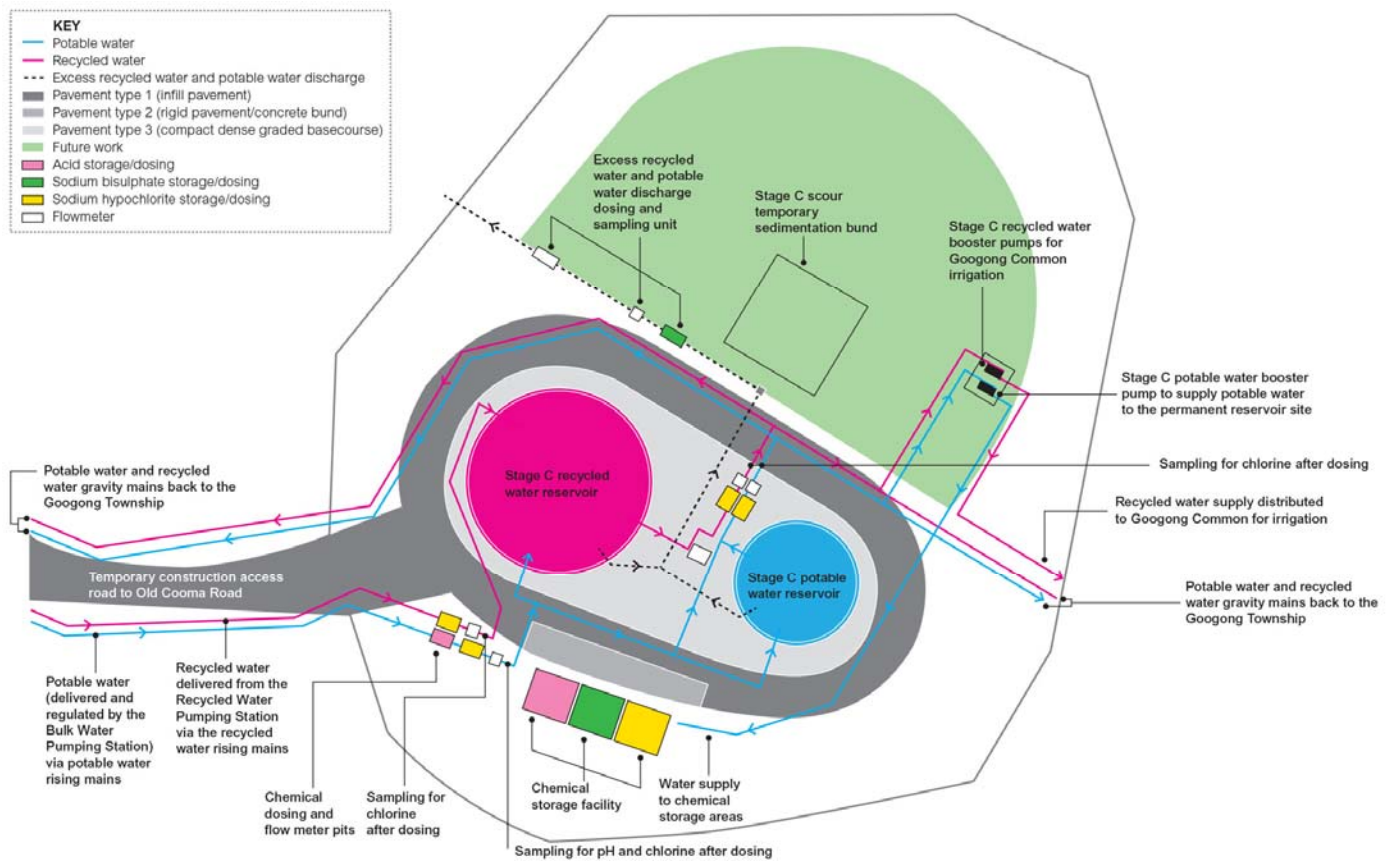 KEY
Potable water
Recycled water
Excess recycled water and potable water discharge
Pavement type 1 (infill pavement)
Pavement type 2 (rigid pavement/concrete bund)
Pavement type 3 (compact dense graded basecourse)
Future work
Acid storage/dosing
Sodium bisulphate storage/dosing
Sodium hypochlorite storage/dosing
Flowmeter
Excess recycled
water and potable
water discharge
dosing and
sampling unit
Stage C scour
temporary
sedimentation bund
Stage C recycled water
booster pumps for
Googong Common
irrigation
Stage C potable water booster
pump to supply potable water
to the permanent reservoir site
Sampling for chlorine after dosing
Recycled water supply distributed
to Googong Common for irrigation
Potable water and recycled
water gravity mains back to the
Googong Township
Potable water and recycled
water gravity mains back to the
Googong Township
Stage C recycled
water reservoir
Stage C potable
water reservoir
Temporary construction access
road to Old Cooma Road
Potable water
(delivered and
regulated by the
Bulk Water
Pumping Station)
via potable water
rising mains
Recycled water
delivered from the
Recycled Water
Pumping Station
via the recycled
water rising mains
Chemical
dosing and
flow meter pits
Sampling for
chlorine
after dosing
Chemical
storage facility
Water supply
to chemical
storage areas
Sampling for pH and chlorine after dosing